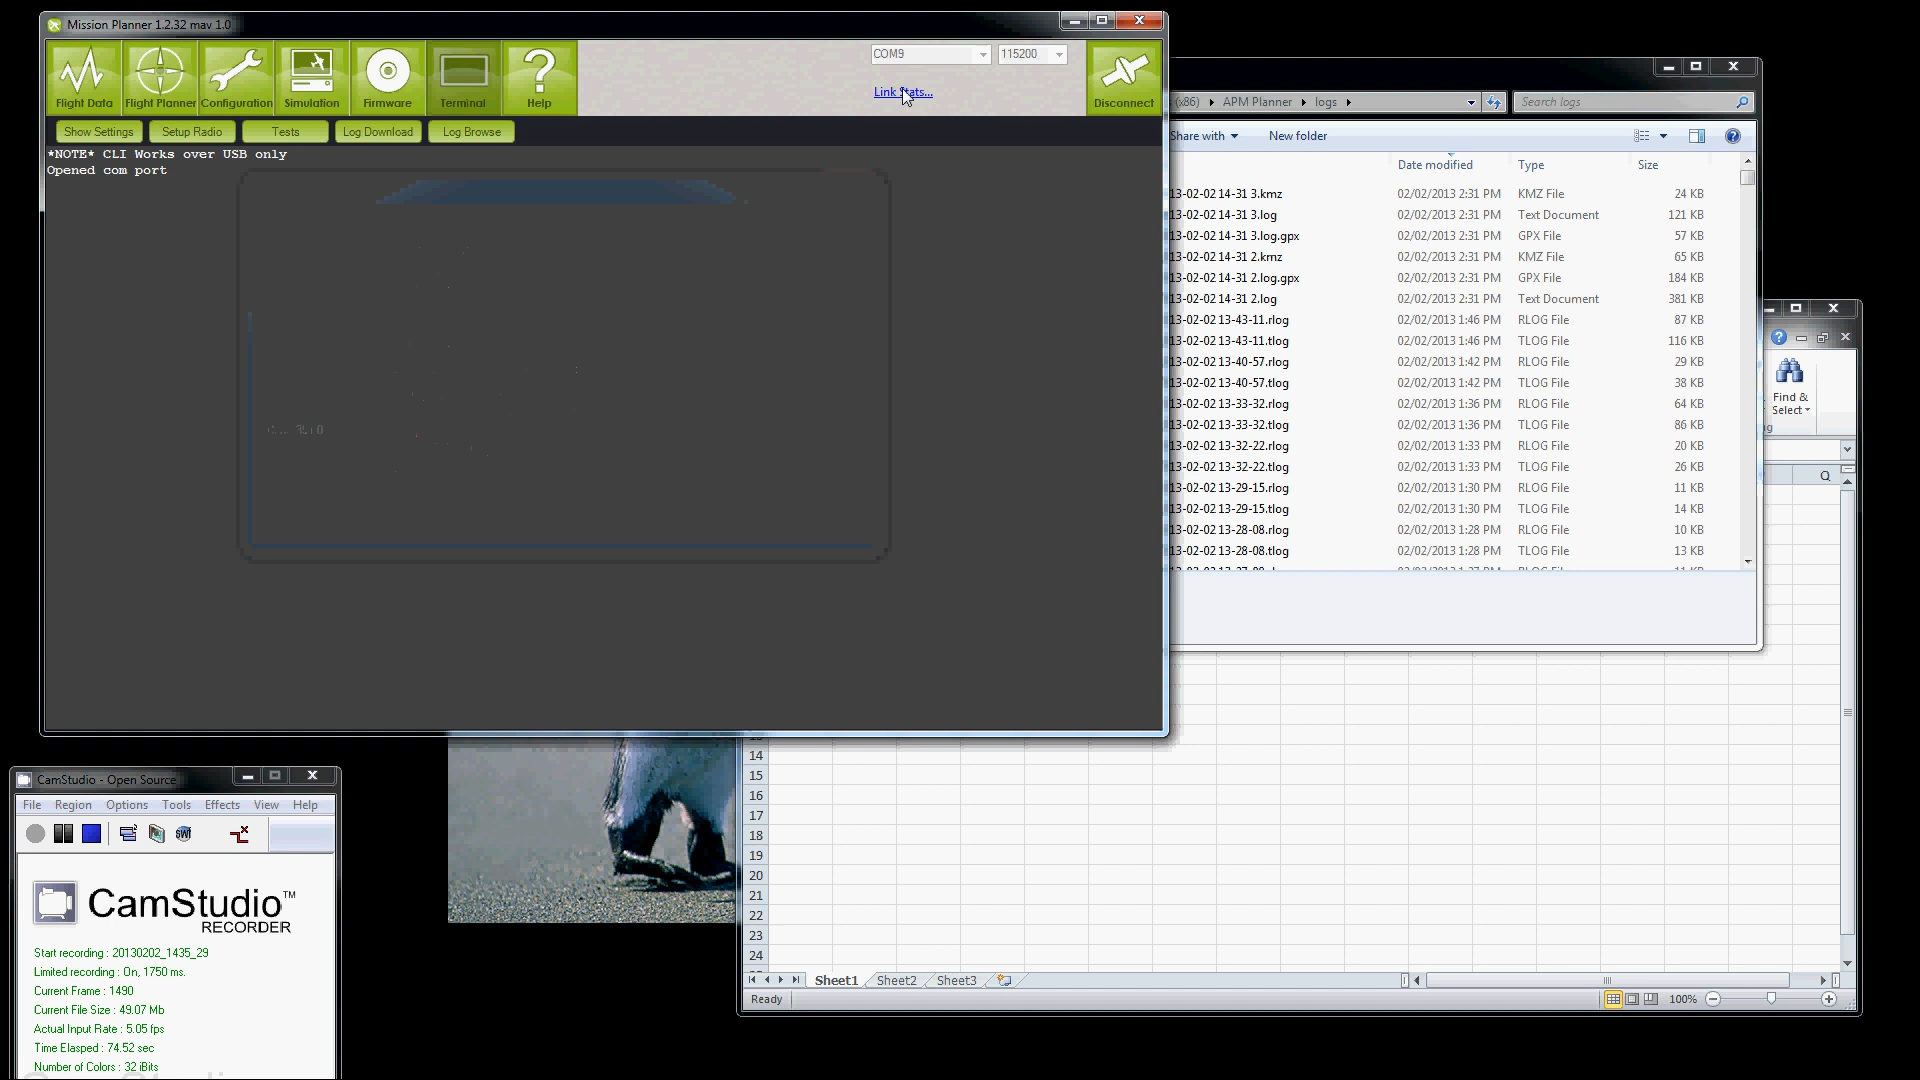 Mission Planner 1.2.32 mav 1.0
Flight Data
Flight Planner
Configuration
Simulation
Firmware
Terminal
Help
COM9
115200
Link Stats...
Disconnect
Show Settings
Setup Radio
Tests
Log Download
Log Browse
*NOTE* CLI Works over USB only
Opened com port
(x86)
APM Planner
logs
Search logs
Share with
New folder
Date modified
Type
Size
13-02-02 14-31 3.kmz 02/02/2013 2:31 PM KMZ File 24 KB
13-02-02 14-31 3.log 02/02/2013 2:31 PM Text Document 121 KB
13-02-02 14-31 3.log.gpx 02/02/2013 2:31 PM GPX File 57 KB
13-02-02 14-31 2.kmz 02/02/2013 2:31 PM KMZ File 65 KB
13-02-02 14-31 2.log.gpx 02/02/2013 2:31 PM GPX File 184 KB
13-02-02 14-31 2.log 02/02/2013 2:31 PM Text Document 381 KB
13-02-02 13-43-11.rlog 02/02/2013 1:46 PM RLOG File 87 KB
13-02-02 13-43-11.tlog 02/02/2013 1:46 PM TLOG File 116 KB
13-02-02 13-40-57.rlog 02/02/2013 1:42 PM RLOG File 29 KB
13-02-02 13-40-57.tlog 02/02/2013 1:42 PM TLOG File 38 KB
13-02-02 13-33-32.rlog 02/02/2013 1:36 PM RLOG File 64 KB
13-02-02 13-33-32.tlog 02/02/2013 1:36 PM TLOG File 86 KB
13-02-02 13-32-22.rlog 02/02/2013 1:33 PM RLOG File 20 KB
13-02-02 13-32-22.tlog 02/02/2013 1:33 PM TLOG File 26 KB
13-02-02 13-29-15.rlog 02/02/2013 1:30 PM RLOG File 11 KB
13-02-02 13-29-15.tlog 02/02/2013 1:30 PM TLOG File 14 KB
13-02-02 13-28-08.rlog 02/02/2013 1:28 PM RLOG File 10 KB
13-02-02 13-28-08.tlog 02/02/2013 1:28 PM TLOG File 13 KB
Find &
Select
Q
14
15
16
17
18
19
20
21
22
23
24
Sheet1
Sheet2
Sheet3
Ready
100%
CamStudio - Open Source
File Region Options Tools Effects View Help
SWf
CamStudio™
RECORDER
Start recording : 20130202_1435_29
Limited recording : On, 1750 ms.
Current Frame : 1490
Current File Size : 49.07 Mb
Actual Input Rate : 5.05 fps
Time Elasped : 74.52 sec
Number of Colors : 32 iBits